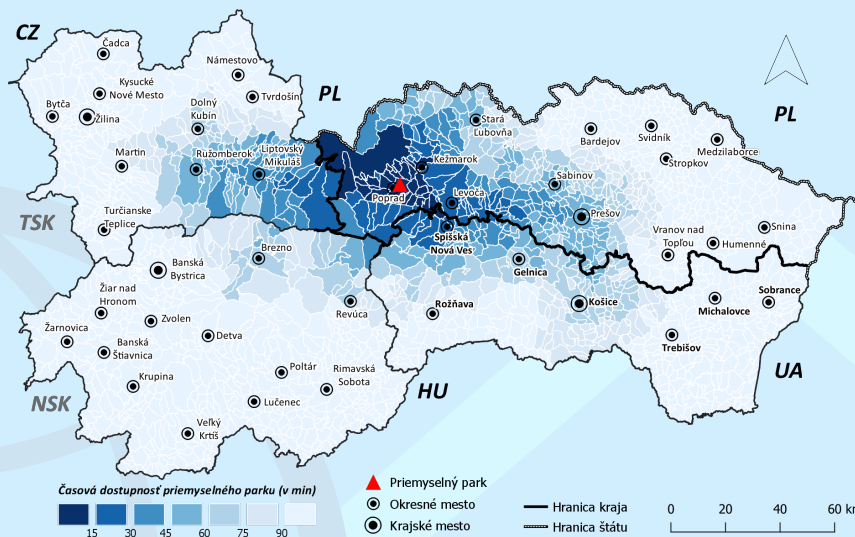 CZ
Čadca
Námestovo
Kysucké
Nové Mesto
Tvrdošín
PL
Bytča
Žilina
Dolný
Kubín
Stará
Ľubovňa
PL
Svidník
Bardejov
Medzilaborce
Stropkov
Martin
Ružomberok
Liptovský
Mikuláš
Kežmarok
Sabinov
Poprad
Levoča
Prešov
TSK
Turčianske
Teplice
Spišská
Nová Ves
Vranov nad
Topľou
Humenné
Snina
Brezno
Banská
Bystrica
Gelnica
Žiar nad
Hronom
Revúca
Rožňava
Košice
Michalovce
Sobrance
Žarnovica
Zvolen
Detva
Banská
Štiavnica
Trebišov
Krupina
Poltár
Rimavská
Sobota
HU
UA
NSK
Lučenec
Veľký
Krtíš
Časová dostupnosť priemyselného parku (v min)
15 30 45 60 75 90
Priemyselný park
Okresné mesto
Krajské mesto
Hranica kraja
Hranica štátu
0 20 40 60 km